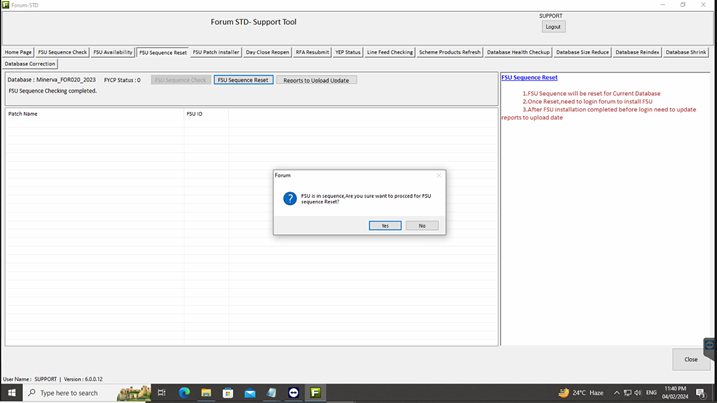 Forum-STD
Forum STD- Support Tool
SUPPORT
Logout
Home Page
FSU Sequence Check
FSU Availability
FSU Sequence Reset
FSU Patch Installer
Day Close Reopen
RFA Resubmit
YEP Status
Line Feed Checking
Scheme Products Refresh
Database Health Checkup
Database Size Reduce
Database Reindex
Database Shrink
Database Correction
Database : Minerva_FOR020_2023 FYCP Status : 0
FSU Sequence Check
FSU Sequence Reset
Reports to Upload Update
FSU Sequence Checking completed.
Patch Name
FSU ID
FSU Sequence Reset
1.FSU Sequence will be reset for Current Database
2.Once Reset,need to login forum to install FSU
3.After FSU installation completed before login need to update
reports to upload date
Forum
FSU is in sequence,Are you sure want to procced for FSU
sequence Reset?
Yes
No
Close
User Name : SUPPORT | Version : 6.0.0.12
Type here to search
24°C Haze
ENG
11:40 PM
04/02/2024